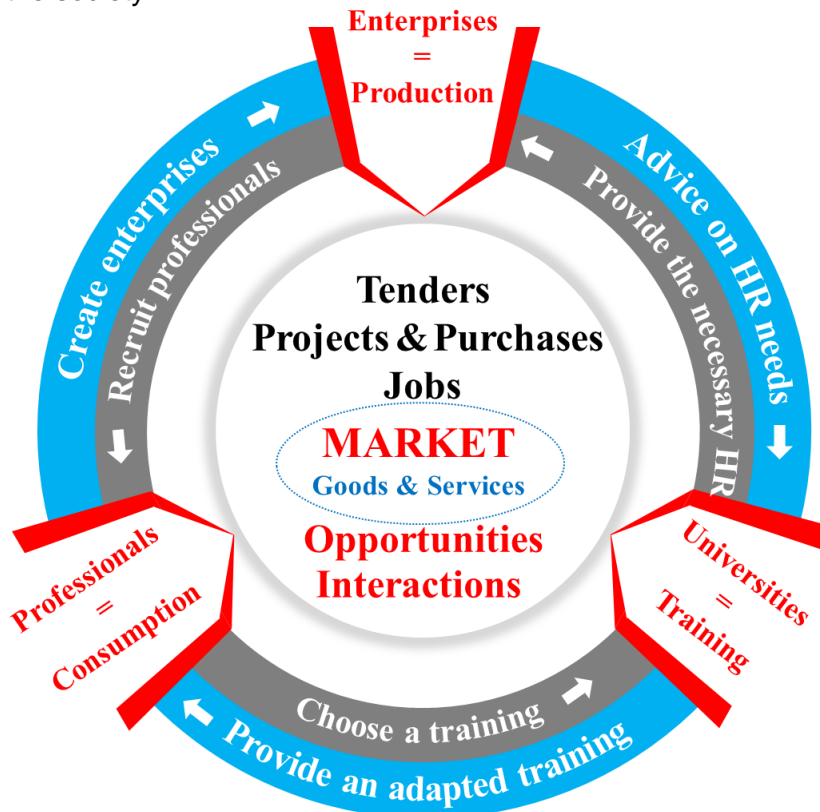 Enterprises
=
Production
Create enterprises
Recruit professionals
Advice on HR needs
Provide the necessary HR
Tenders
Projects & Purchases
Jobs
MARKET
Goods & Services
Opportunities
Interactions
Professionals
=
Consumption
Universities
=
Training
Choose a training
Provide an adapted training